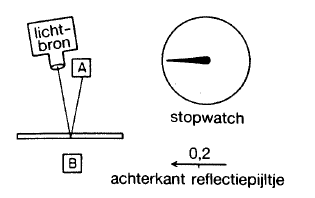 licht-
bron
A
B
stopwatch
0,2
achterkant reflectiepijltje